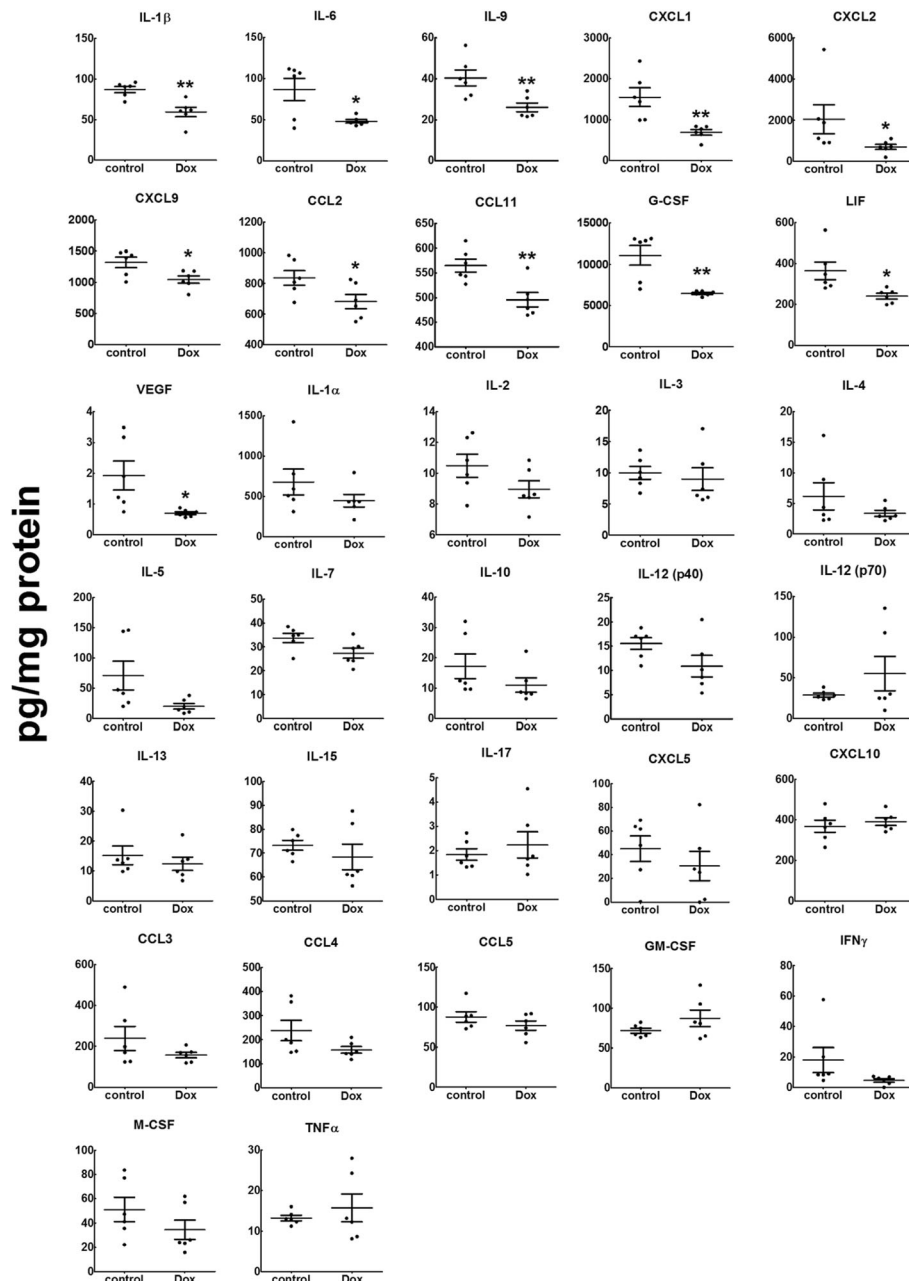 pg/mg protein
IL-1β
150
100
50
0
**
control Dox
IL-6
150
100
50
0
*
control Dox
IL-9
60
40
20
0
**
control Dox
CXCL1
3000
2000
1000
0
**
control Dox
CXCL2
6000
4000
2000
0
*
control Dox
CXCL9
2000
1500
1000
500
0
*
control Dox
CCL2
1200
1000
800
600
400
*
control Dox
CCL11
650
600
550
500
450
400
**
control Dox
G-CSF
15000
10000
5000
0
**
control Dox
LIF
600
400
200
0
*
control Dox
VEGF
4
3
2
1
0
*
control Dox
IL-1α
1500
1000
500
0
control Dox
IL-2
14
12
10
8
6
control Dox
IL-3
20
15
10
5
0
control Dox
IL-4
20
15
10
5
0
control Dox
IL-5
200
150
100
50
0
control Dox
IL-7
50
40
30
20
10
0
control Dox
IL-10
40
30
20
10
0
control Dox
IL-12 (p40)
25
20
15
10
5
0
control Dox
IL-12 (p70)
150
100
50
0
control Dox
IL-13
40
30
20
10
0
control Dox
IL-15
100
90
80
70
60
50
control Dox
IL-17
5
4
3
2
1
0
control Dox
CXCL5
100
80
60
40
20
0
control Dox
CXCL10
600
400
200
0
control Dox
CCL3
600
400
200
0
control Dox
CCL4
500
400
300
200
100
0
control Dox
CCL5
150
100
50
0
control Dox
GM-CSF
150
100
50
0
control Dox
IFNγ
80
60
40
20
0
control Dox
M-CSF
100
80
60
40
20
0
control Dox
TNFα
30
20
10
0
control Dox